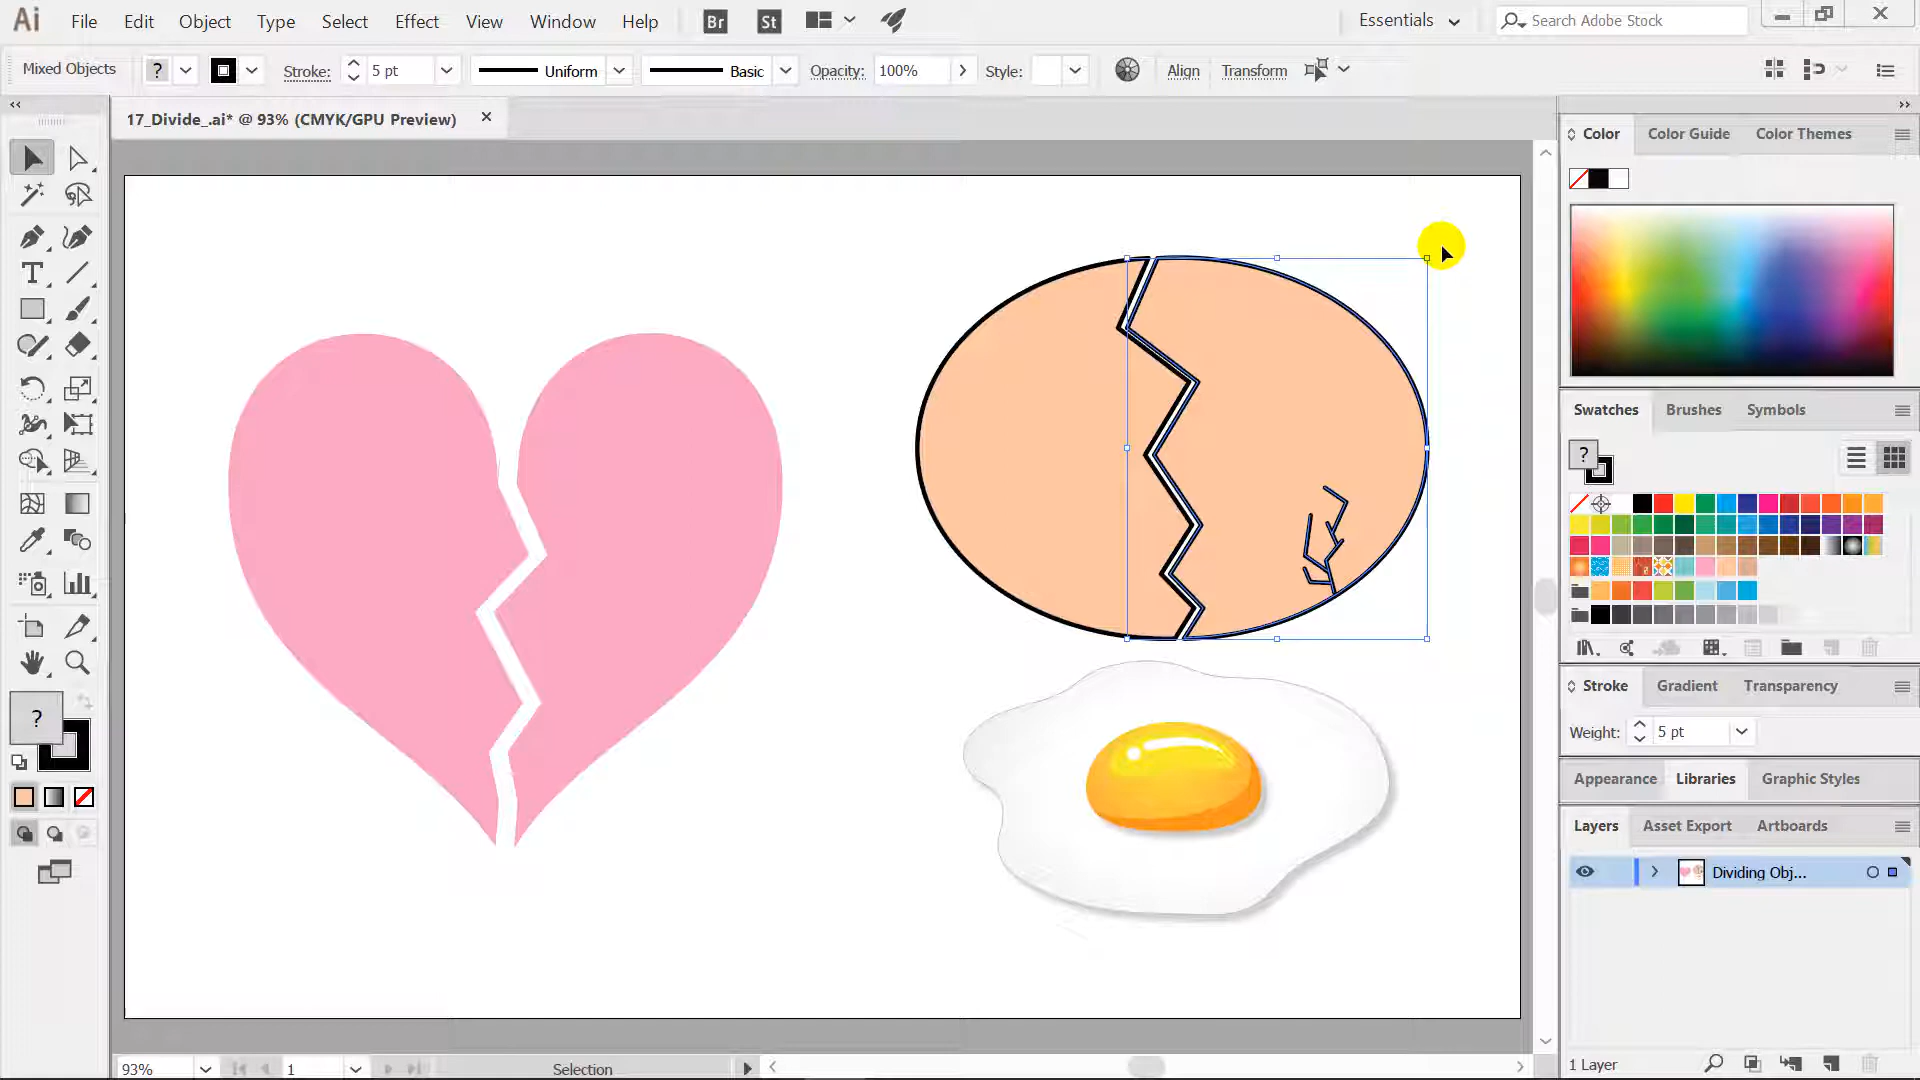 Ai File Edit Object Type Select Effect View Window Help Br St Essentials Search Adobe Stock
Mixed Objects ? Stroke: 5 pt Uniform Basic Opacity: 100% Style: Align Transform
17_Divide_.ai* @ 93% (CMYK/GPU Preview)
Color Color Guide Color Themes
Swatches Brushes Symbols
?
Stroke Gradient Transparency
?
Weight: 5 pt
Appearance Libraries Graphic Styles
Layers Asset Export Artboards
Dividing Obj...
1 Layer
93% 1 Selection